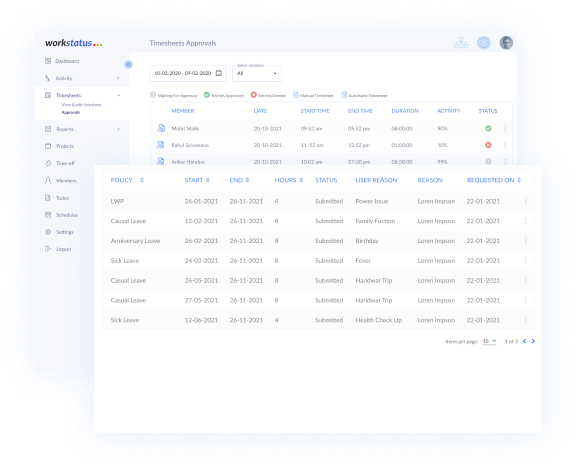 workstatus
Timesheets Approvals
Dashboard
Activity
Timesheets
View & edit timesheet
Approvals
Reports
Projects
Time-off
Members
Todos
Schedules
Settings
Logout
10-02-2020 - 09-02-2020
Select members
All
Waiting For Approval Entries Approved Entries Denied Manual Timesheet Automatic Timesheet
MEMBER DATE START TIME END TIME DURATION ACTIVITY STATUS
Mohit Malik 20-10-2021 09:52 am 05:52 pm 08:00:00 90%
Rahul Srivastava 20-10-2021 11:52 am 12:52 pm 01:00:00 10%
Ankur Handoo 20-10-2021 10:02 am 07:00 pm 08:58:00 99%
POLICY START END HOURS STATUS USER REASON REASON REQUESTED ON
LWP 26-01-2021 26-11-2021 4 Submitted Power Issue Loren Impson 22-01-2021
Causal Leave 12-02-2021 26-11-2021 8 Submitted Family Fuction Loren Impson 22-01-2021
Anniversary Leave 26-02-2021 26-11-2021 8 Submitted Birthday Loren Impson 22-01-2021
Sick Leave 24-03-2021 26-11-2021 8 Submitted Fever Loren Impson 22-01-2021
Casual Leave 26-05-2021 26-11-2021 8 Submitted Haridwar Trip Loren Impson 22-01-2021
Casual Leave 27-05-2021 26-11-2021 8 Submitted Haridwar Trip Loren Impson 22-01-2021
Sick Leave 12-06-2021 26-11-2021 4 Submitted Health Check Up Loren Impson 22-01-2021
Items per page: 10 1 of 3